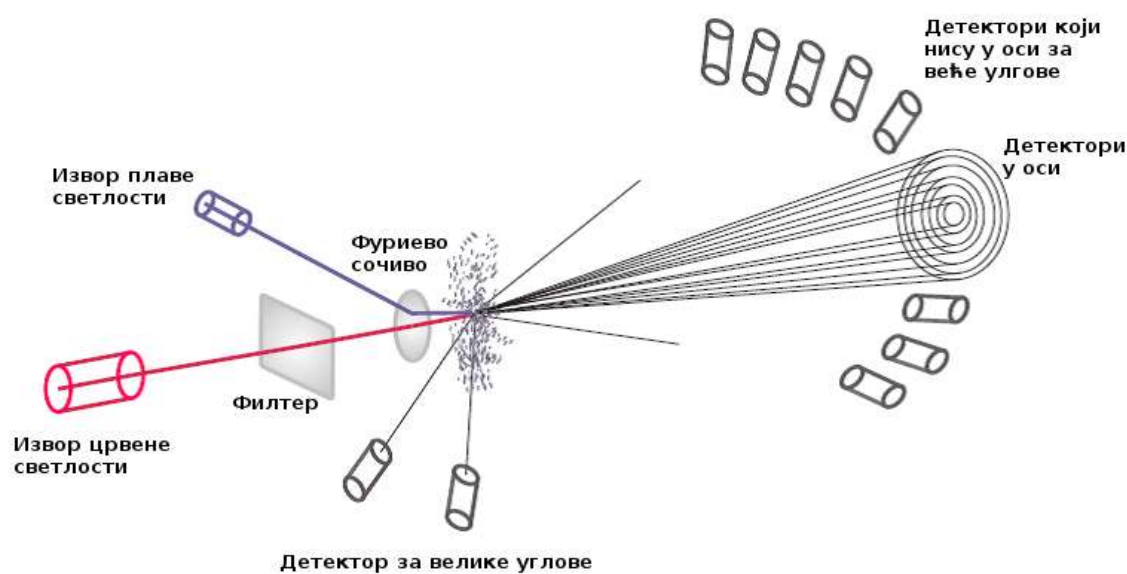 Детектори који
нису у оси за
веће улгове
Детектори
у оси
Извор плаве
светлости
Фуриево
сочиво
Филтер
Извор црвене
светлости
Детектор за велике углове